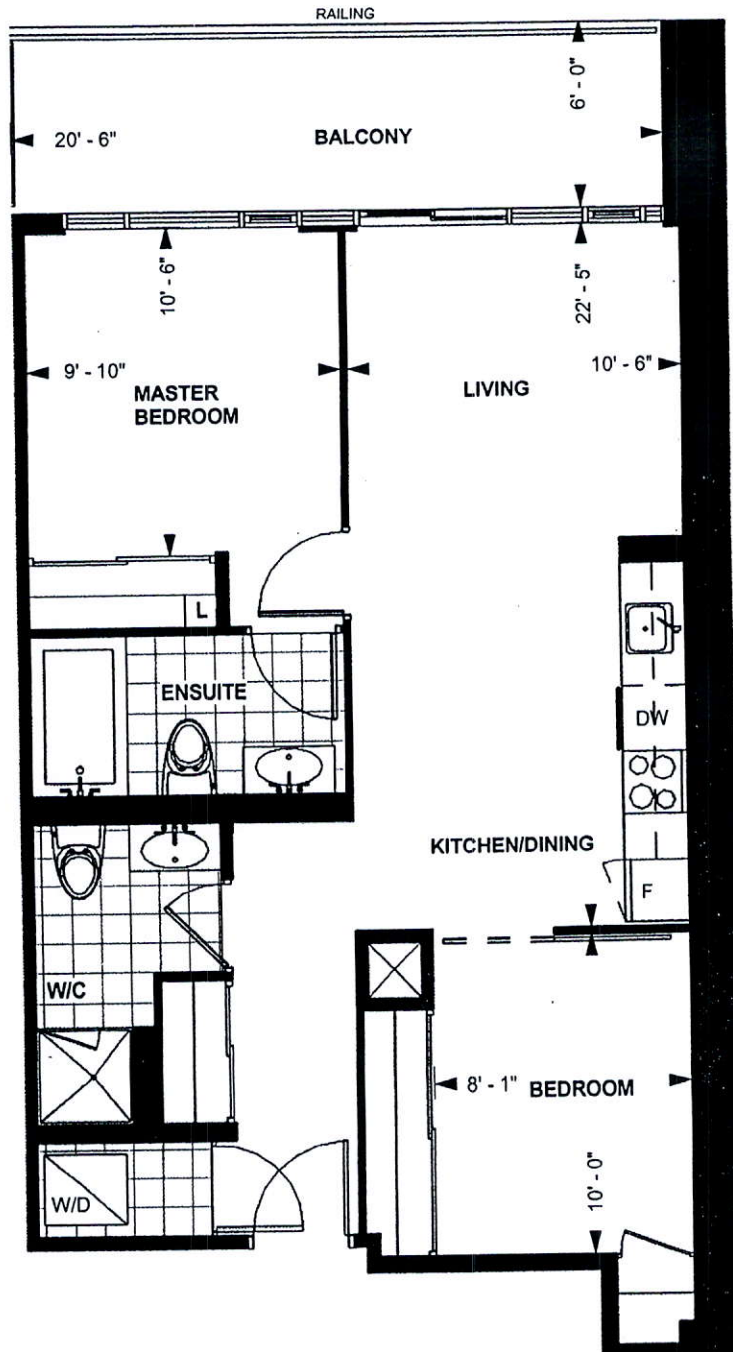 RAILING
6' - 0"
20' - 6"
BALCONY
10' - 6"
22' - 5"
9' - 10"
10' - 6"
MASTER
BEDROOM
LIVING
L
ENSUITE
DW
KITCHEN/DINING
F
W/C
8' - 1"
BEDROOM
10' - 0"
W/D